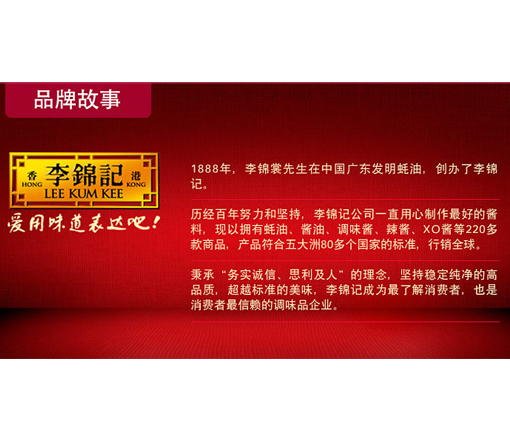 品牌故事
香 李錦記 港
HONG LEE KUM KEE KONG
爱用味道表达吧!
1888年，李锦裳先生在中国广东发明蚝油，创办了李锦
记。
历经百年努力和坚持，李锦记公司一直用心制作最好的酱
料，现以拥有蚝油、酱油、调味酱、辣酱、XO酱等220多
款商品，产品符合五大洲80多个国家的标准，行销全球。
秉承“务实诚信、思利及人”的理念，坚持稳定纯净的高
品质，超越标准的美味，李锦记成为最了解消费者，也是
消费者最信赖的调味品企业。